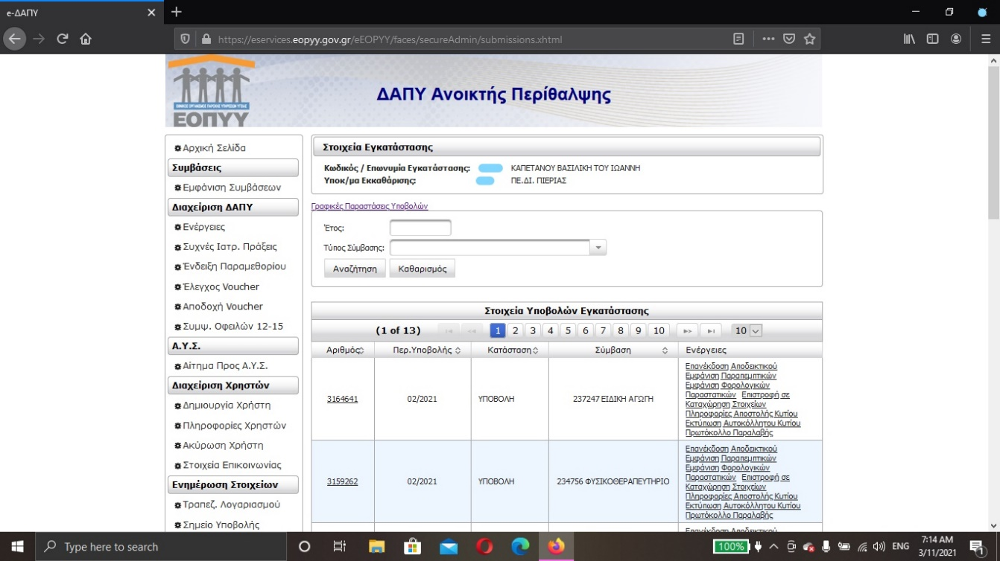 e-ΔΑΠΥ
https://eservices.eopyy.gov.gr/eEOPYY/faces/secureAdmin/submissions.xhtml
ΕΟΠΥΥ
ΔΑΠΥ Ανοικτής Περίθαλψης
Αρχική Σελίδα
Συμβάσεις
Εμφάνιση Συμβάσεων
Διαχείριση ΔΑΠΥ
Ενέργειες
Συχνές Ιατρ. Πράξεις
Ένδειξη Παραμεθορίου
Έλεγχος Voucher
Αποδοχή Voucher
Συμψ. Οφειλών 12-15
Α.Υ.Σ.
Αίτημα Προς Α.Υ.Σ.
Διαχείριση Χρηστών
Δημιουργία Χρήστη
Πληροφορίες Χρηστών
Ακύρωση Χρήστη
Στοιχεία Επικοινωνίας
Ενημέρωση Στοιχείων
Τραπεζ. Λογαριασμού
Σημείο Υποβολής
Στοιχεία Εγκατάστασης
Κωδικός / Επωνυμία Εγκατάστασης: ΚΑΠΕΤΑΝΟΥ ΒΑΣΙΛΙΚΗ ΤΟΥ ΙΩΑΝΝΗ
Υποκ/μα Εκκαθάρισης: ΠΕ.ΔΙ. ΠΙΕΡΙΑΣ
Γραφικές Παραστάσεις Υποβολών
Έτος:
Τύπος Σύμβασης:
Αναζήτηση Καθαρισμός
Στοιχεία Υποβολών Εγκατάστασης
(1 of 13) 1 2 3 4 5 6 7 8 9 10 10
Αριθμός Περ.Υποβολής Κατάσταση Σύμβαση Ενέργειες
3164641 02/2021 ΥΠΟΒΟΛΗ 237247 ΕΙΔΙΚΗ ΑΓΩΓΗ
Επανέκδοση Αποδεικτικού
Εμφάνιση Παραπεμπτικών
Εμφάνιση Φορολογικών
Παραστατικών Επιστροφή σε
Καταχώρηση Στοιχείων
Πληροφορίες Αποστολής Κυτίου
Εκτύπωση Αυτοκόλλητου Κυτίου
Πρωτόκολλο Παραλαβής
3159262 02/2021 ΥΠΟΒΟΛΗ 234756 ΦΥΣΙΚΟΘΕΡΑΠΕΥΤΗΡΙΟ
Επανέκδοση Αποδεικτικού
Εμφάνιση Παραπεμπτικών
Εμφάνιση Φορολογικών
Παραστατικών Επιστροφή σε
Καταχώρηση Στοιχείων
Πληροφορίες Αποστολής Κυτίου
Εκτύπωση Αυτοκόλλητου Κυτίου
Πρωτόκολλο Παραλαβής
Επανέκδοση Αποδεικτικού
Type here to search
100%
ENG
7:14 AM
3/11/2021